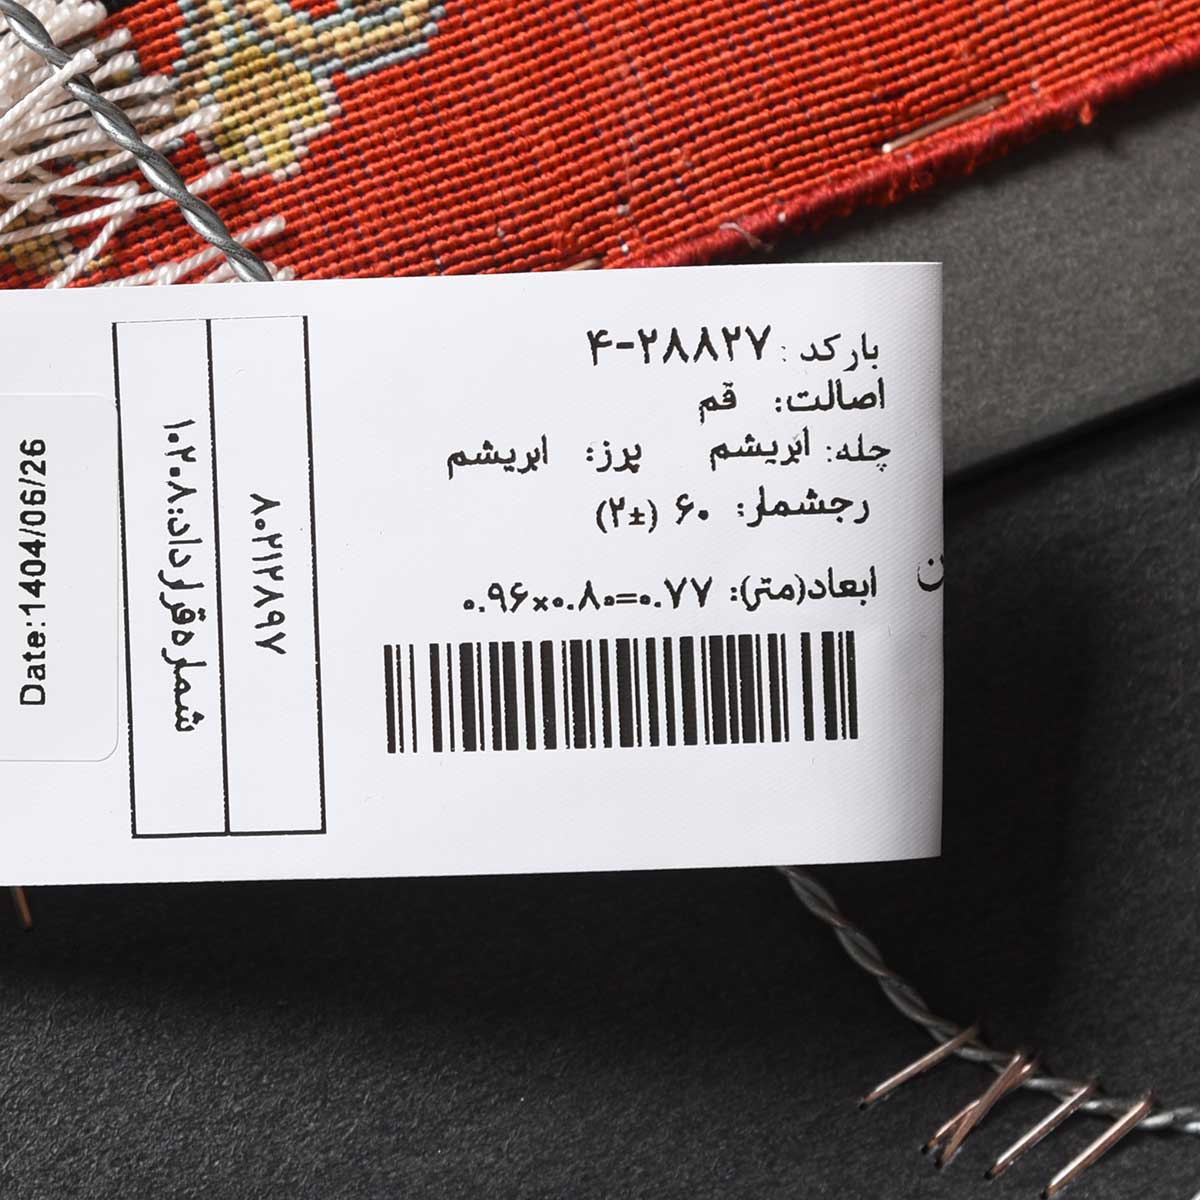 بارکد : ۲۸۸۲۷-۴
اصالت: قم
چله: ابریشم پرز: ابریشم
رجشمار: ۶۰ (±۲)
ابعاد(متر): ۰.۹۶×۰.۸۰=۰.۷۷
۸۰۲۱۲۸۹۷
شماره قرارداد:۱۰۲۰۸
Date:1404/06/26